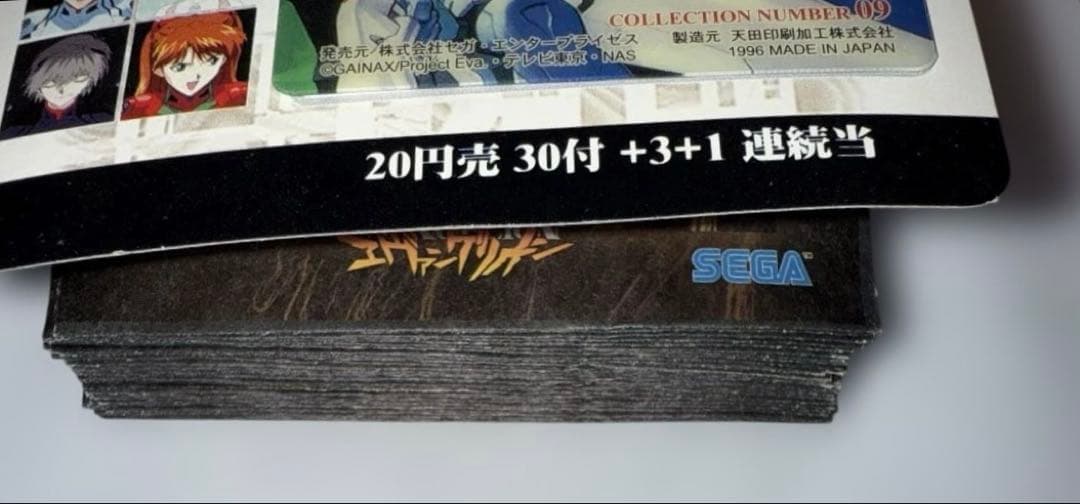 COLLECTION NUMBER 09
発売元/株式会社セガ・エンタープライゼス
製造元 天田印刷加工株式会社
©GAINAX/Project Eva.・テレビ東京・NAS
1996 MADE IN JAPAN
20円売 30付 +3+1 連続当
エヴァンゲリオン
SEGA™